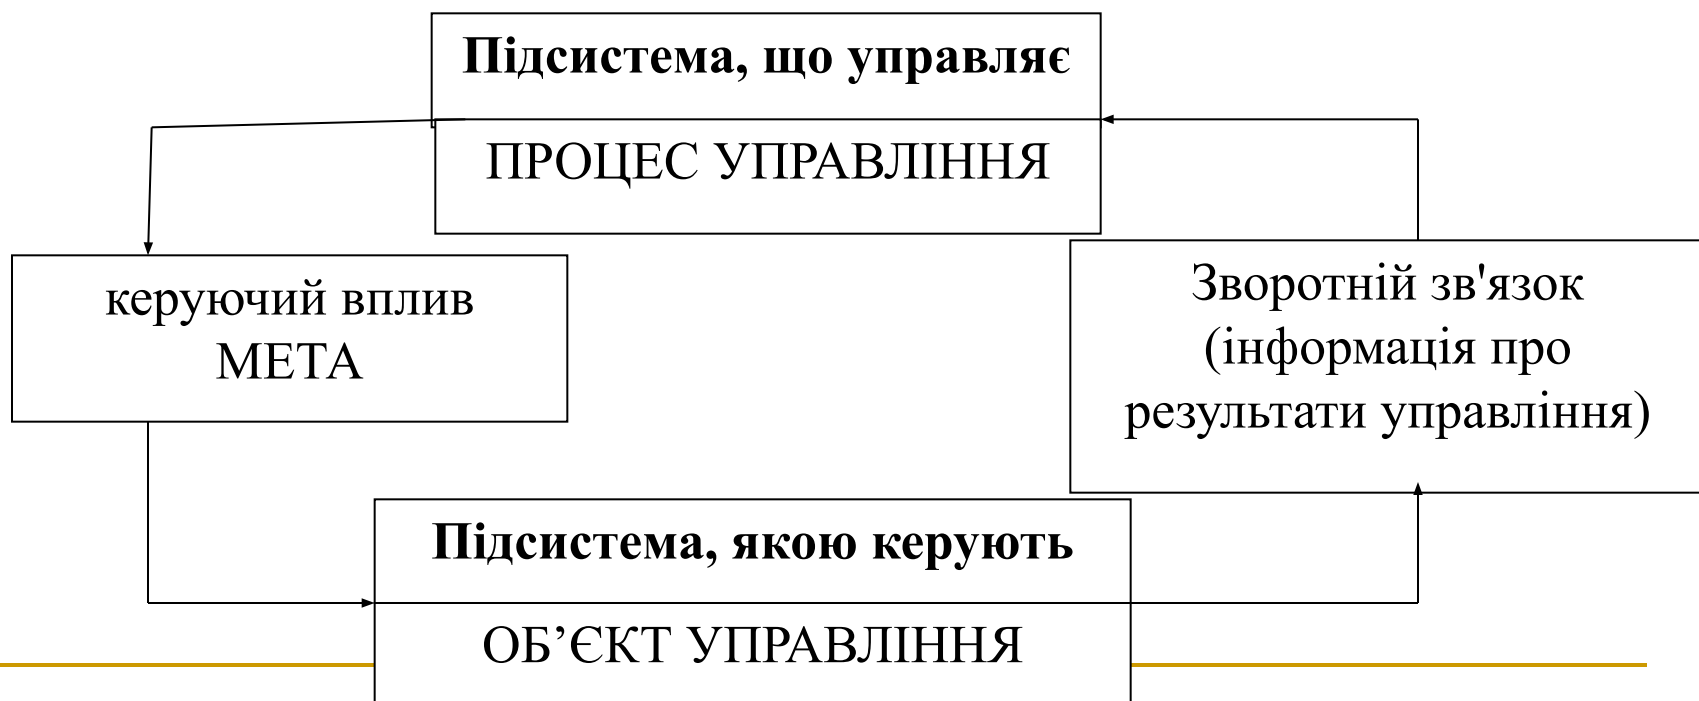 Підсистема, що управляє
ПРОЦЕС УПРАВЛІННЯ
керуючий вплив
МЕТА
Зворотній зв'язок
(інформація про
результати управління)
Підсистема, якою керують
ОБ’ЄКТ УПРАВЛІННЯ